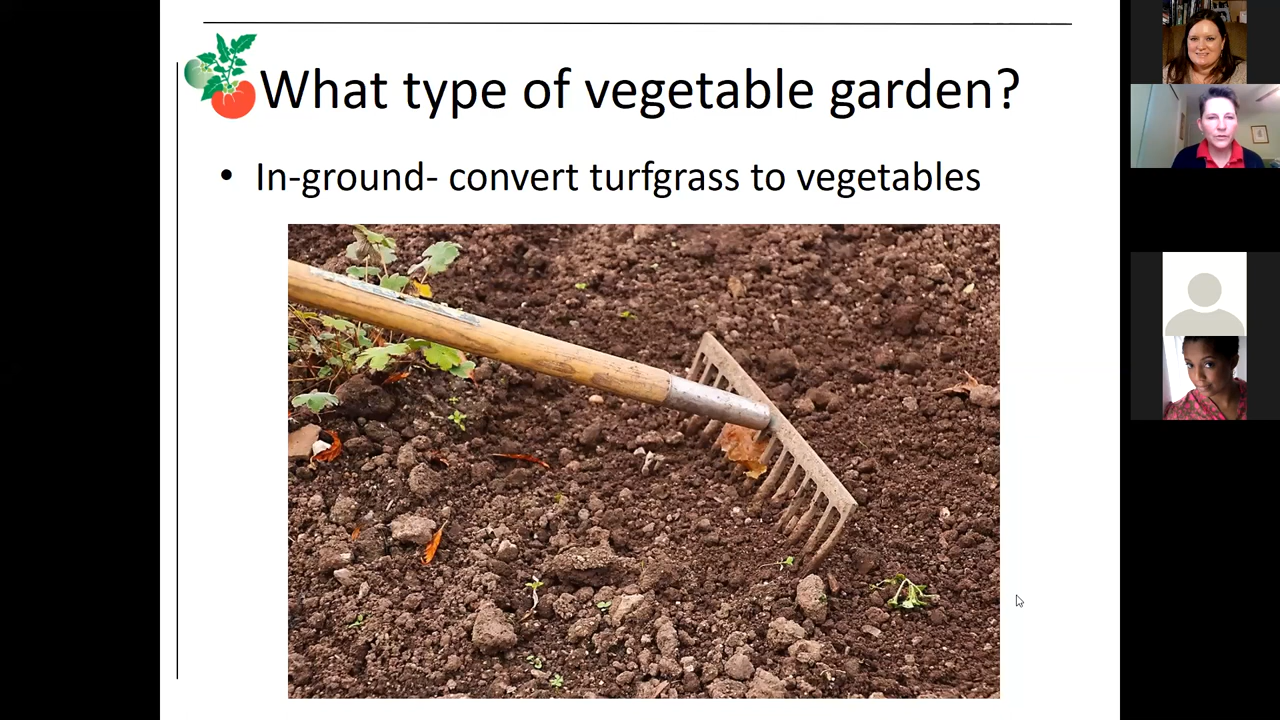 What type of vegetable garden?
• In-ground- convert turfgrass to vegetables